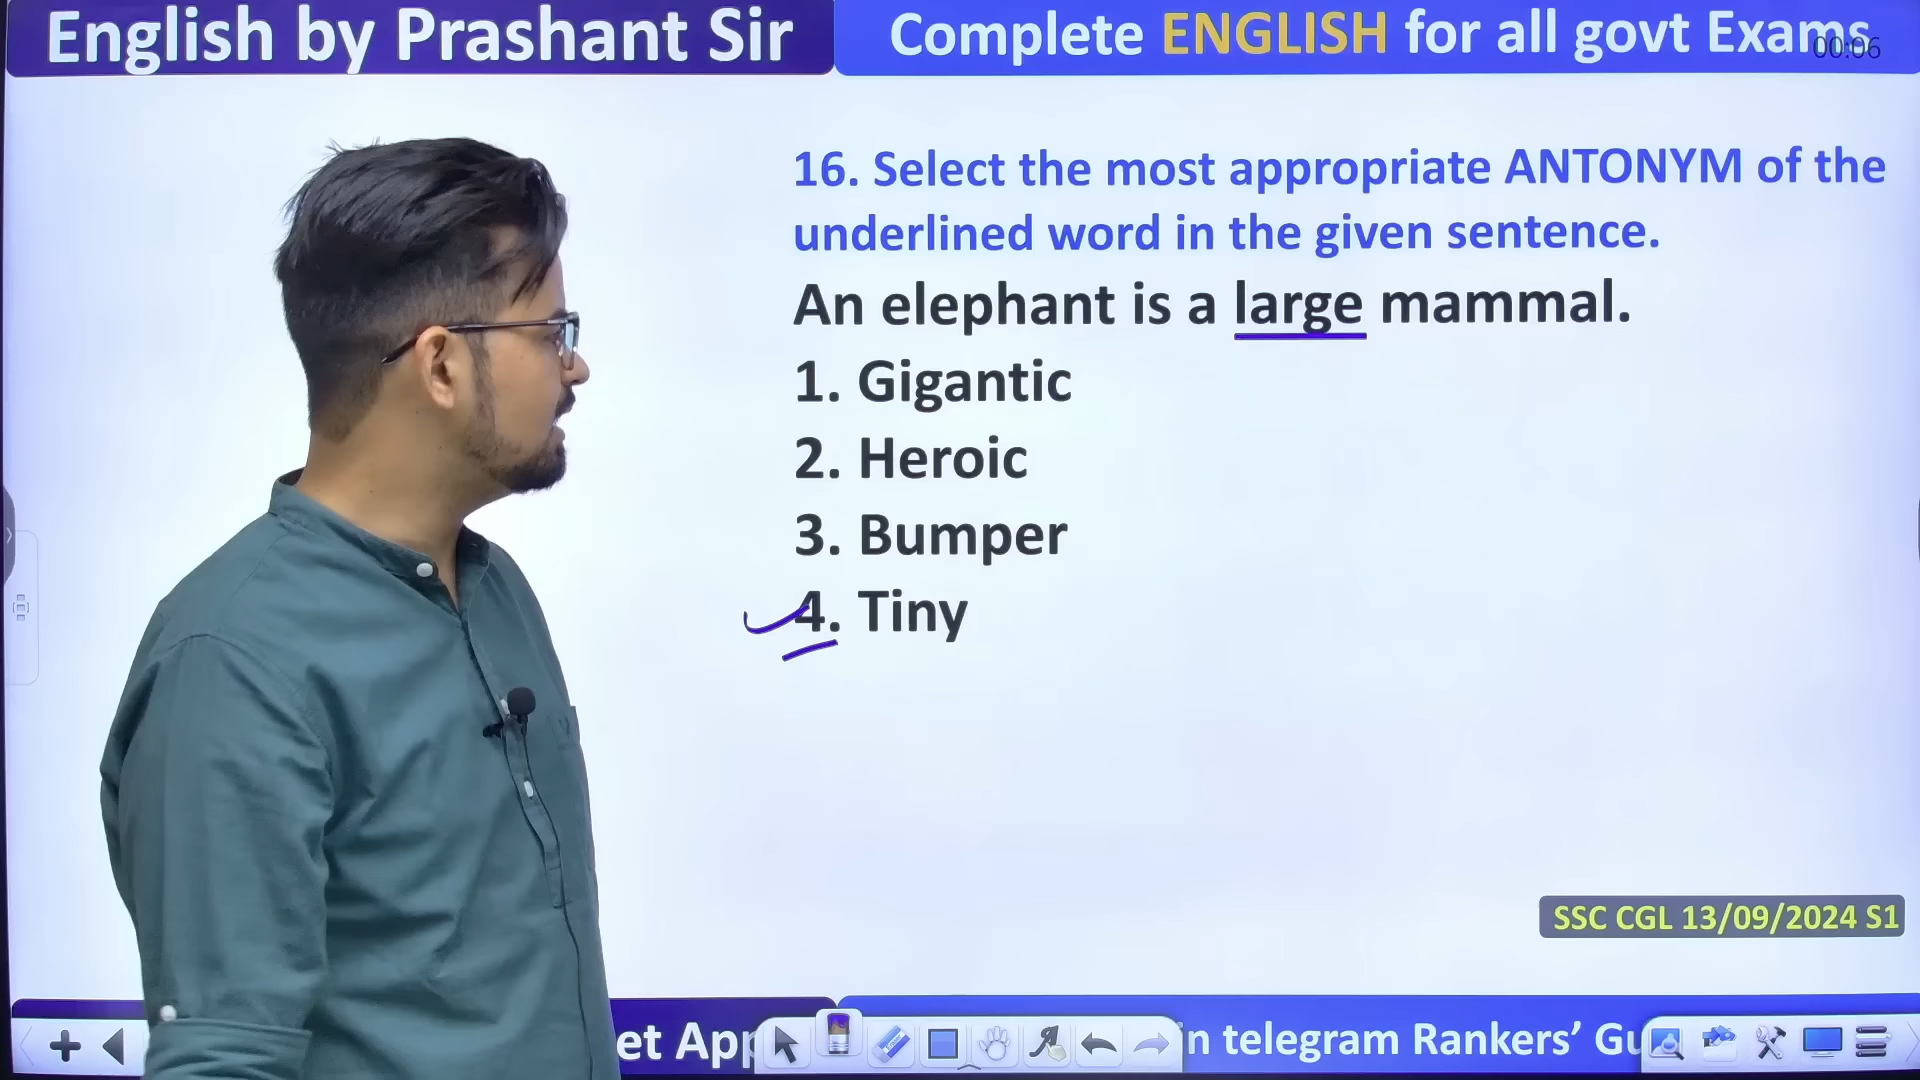 English by Prashant Sir
Complete ENGLISH for all govt Exams
00:06
16. Select the most appropriate ANTONYM of the
underlined word in the given sentence.
An elephant is a large mammal.
1. Gigantic
2. Heroic
3. Bumper
4. Tiny
SSC CGL 13/09/2024 S1
et App
in telegram Rankers’ Gu